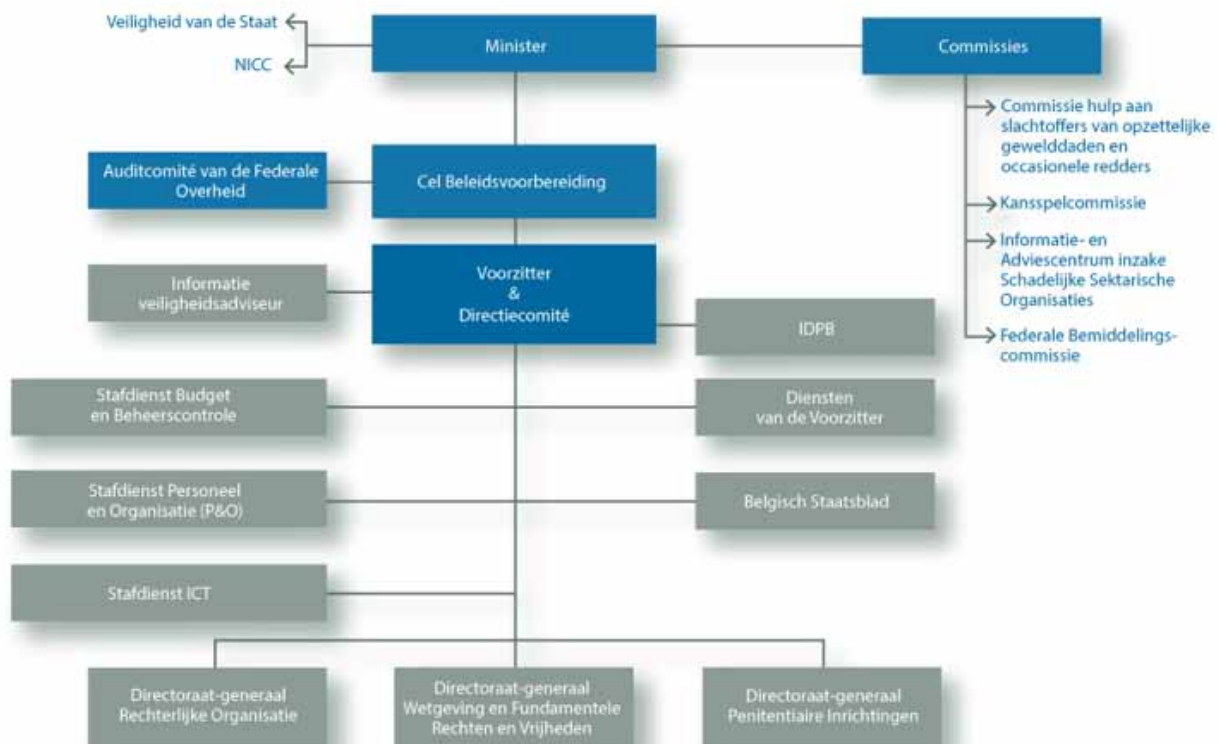 Veiligheid van de Staat
NICC
Minister
Commissies
Commissie hulp aan
slachtoffers van opzettelijke
gewelddaden en
occasionele redders
Kansspelcommissie
Informatie- en
Adviescentrum inzake
Schadelijke Sektarische
Organisaties
Federale Bemiddelings-
commissie
Auditcomité van de Federale
Overheid
Cel Beleidsvoorbereiding
Informatie
veiligheidsadviseur
Voorzitter
&
Directiecomité
IDPB
Stafdienst Budget
en Beheerscontrole
Diensten
van de Voorzitter
Stafdienst Personeel
en Organisatie (P&O)
Belgisch Staatsblad
Stafdienst ICT
Directoraat-generaal
Rechterlijke Organisatie
Directoraat-generaal
Wetgeving en Fundamentele
Rechten en Vrijheden
Directoraat-generaal
Penitentiaire Inrichtingen